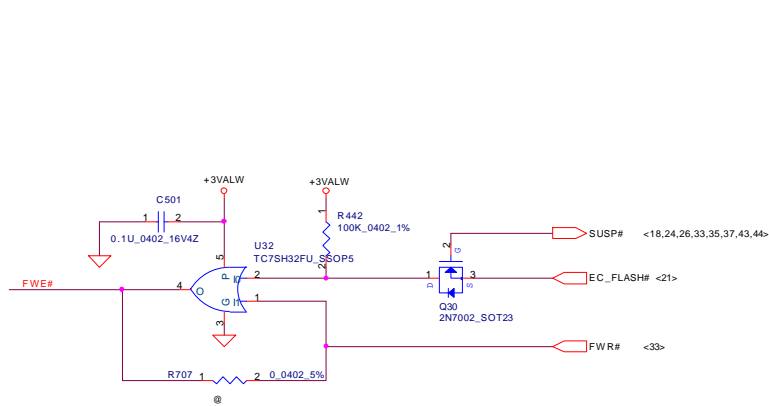 +3VALW
+3VALW
C501
1 2
0.1U_0402_16V4Z
1
R442
100K_0402_1%
2
U32
TC7SH32FU_SSOP5
5
P
I0
2
O
4
G
I1
1
3
FWE#
2
G
1
D
S
3
Q30
2N7002_SOT23
SUSP# <18,24,26,33,35,37,43,44>
EC_FLASH# <21>
FWR# <33>
R707 1 2 0_0402_5%
@